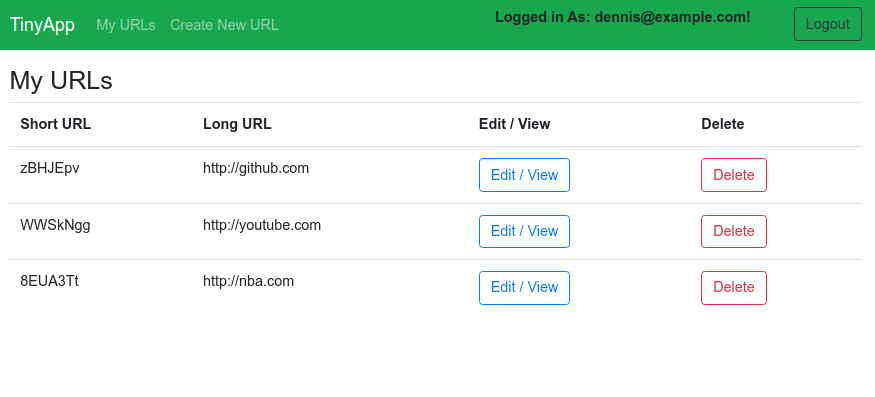 TinyApp My URLs Create New URL Logged in As: dennis@example.com! Logout
My URLs
Short URL Long URL Edit / View Delete
zBHJEpv http://github.com Edit / View Delete
WWSkNgg http://youtube.com Edit / View Delete
8EUA3Tt http://nba.com Edit / View Delete